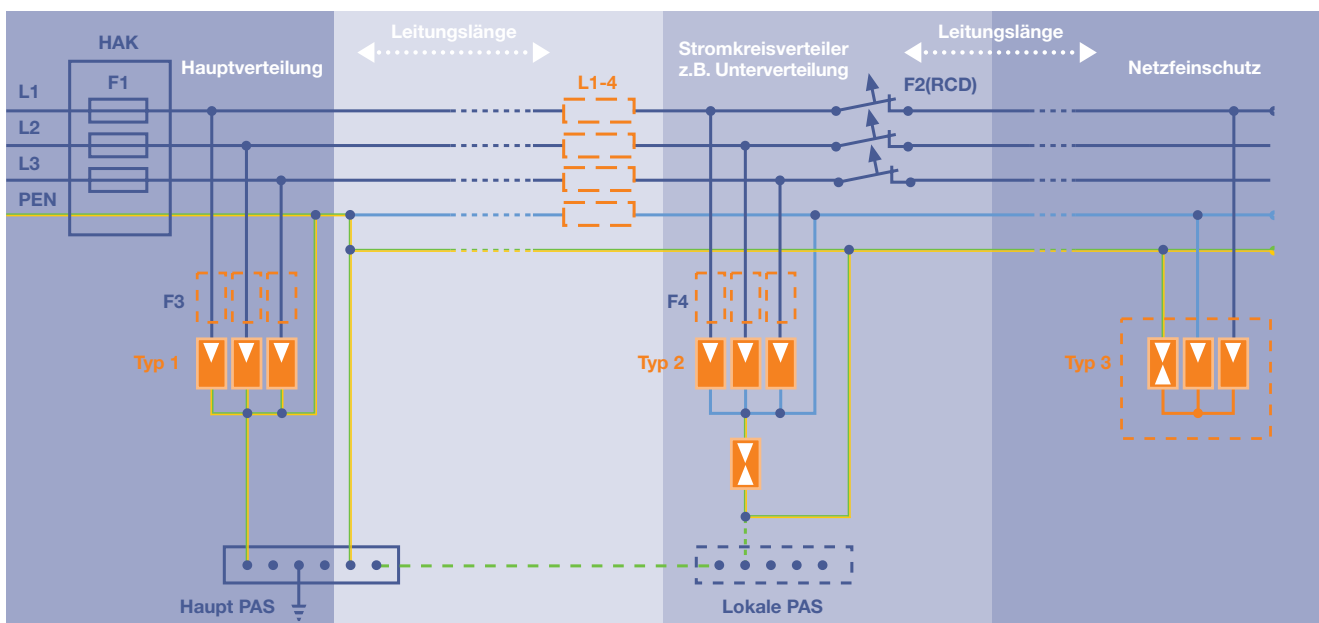 HAK
Hauptverteilung
Leitungslänge
Stromkreisverteiler
z.B. Unterverteilung
Leitungslänge
Netzfeinschutz
F1
L1-4
F2(RCD)
L1
L2
L3
PEN
F3
F4
Typ 1
Typ 2
Typ 3
Haupt PAS
Lokale PAS